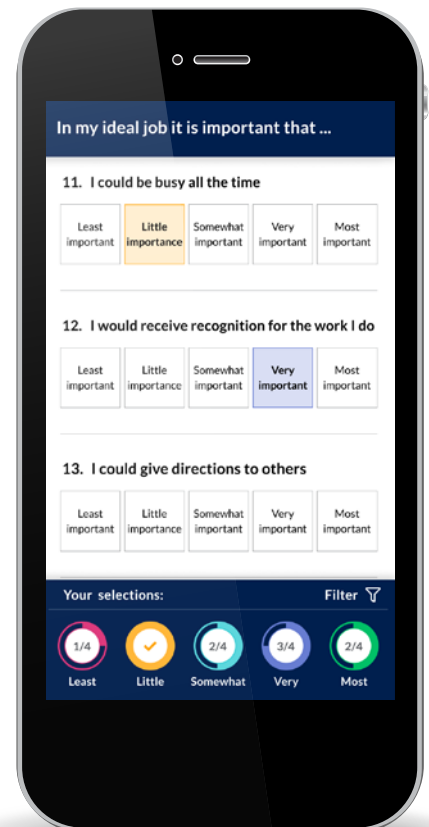 In my ideal job it is important that ...
11. I could be busy all the time
Least important
Little importance
Somewhat important
Very important
Most important
12. I would receive recognition for the work I do
Least important
Little importance
Somewhat important
Very important
Most important
13. I could give directions to others
Least important
Little importance
Somewhat important
Very important
Most important
Your selections:
Filter
1/4
2/4
3/4
2/4
Least
Little
Somewhat
Very
Most